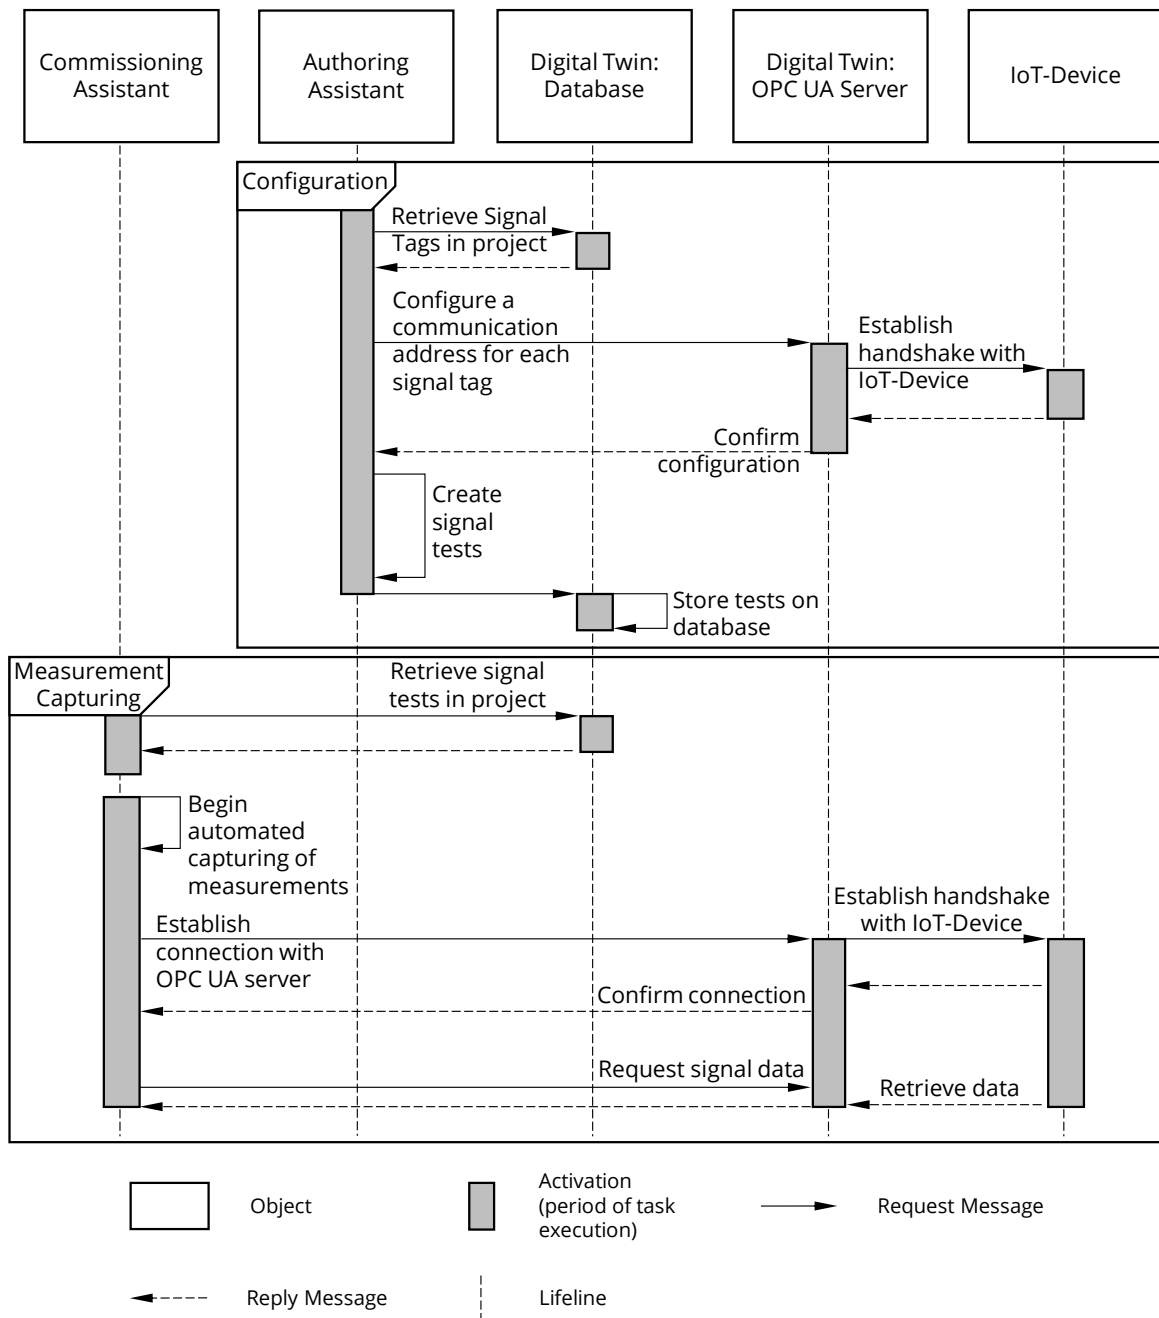 Commissioning
Assistant
Authoring
Assistant
Digital Twin:
Database
Digital Twin:
OPC UA Server
IoT-Device
Configuration
Retrieve Signal
Tags in project
Configure a
communication
address for each
signal tag
Establish
handshake with
IoT-Device
Confirm
configuration
Create
signal
tests
Store tests on
database
Measurement
Capturing
Retrieve signal
tests in project
Begin
automated
capturing of
measurements
Establish handshake
with IoT-Device
Establish
connection with
OPC UA server
Confirm connection
Request signal data
Retrieve data
Object
Activation
(period of task
execution)
Request Message
Reply Message
Lifeline